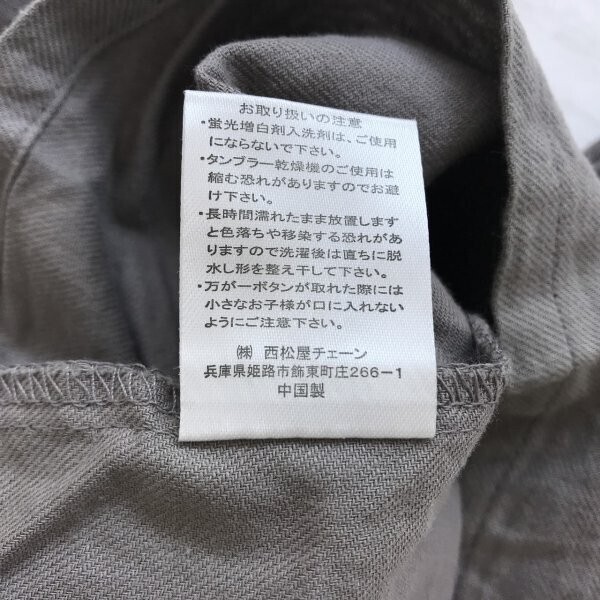 お取り扱いの注意
・蛍光増白剤入洗剤は、ご使用
にならないで下さい。
・タンブラー乾燥機のご使用は
縮む恐れがありますのでお避
け下さい。
・長時間濡れたまま放置します
と色落ちや移染する恐れがあ
りますので洗濯後は直ちに脱
水し形を整え干して下さい。
・万が一ボタンが取れた際には
小さなお子様が口に入れない
ようにご注意下さい。
㈱ 西松屋チェーン
兵庫県姫路市飾東町庄266-1
中国製